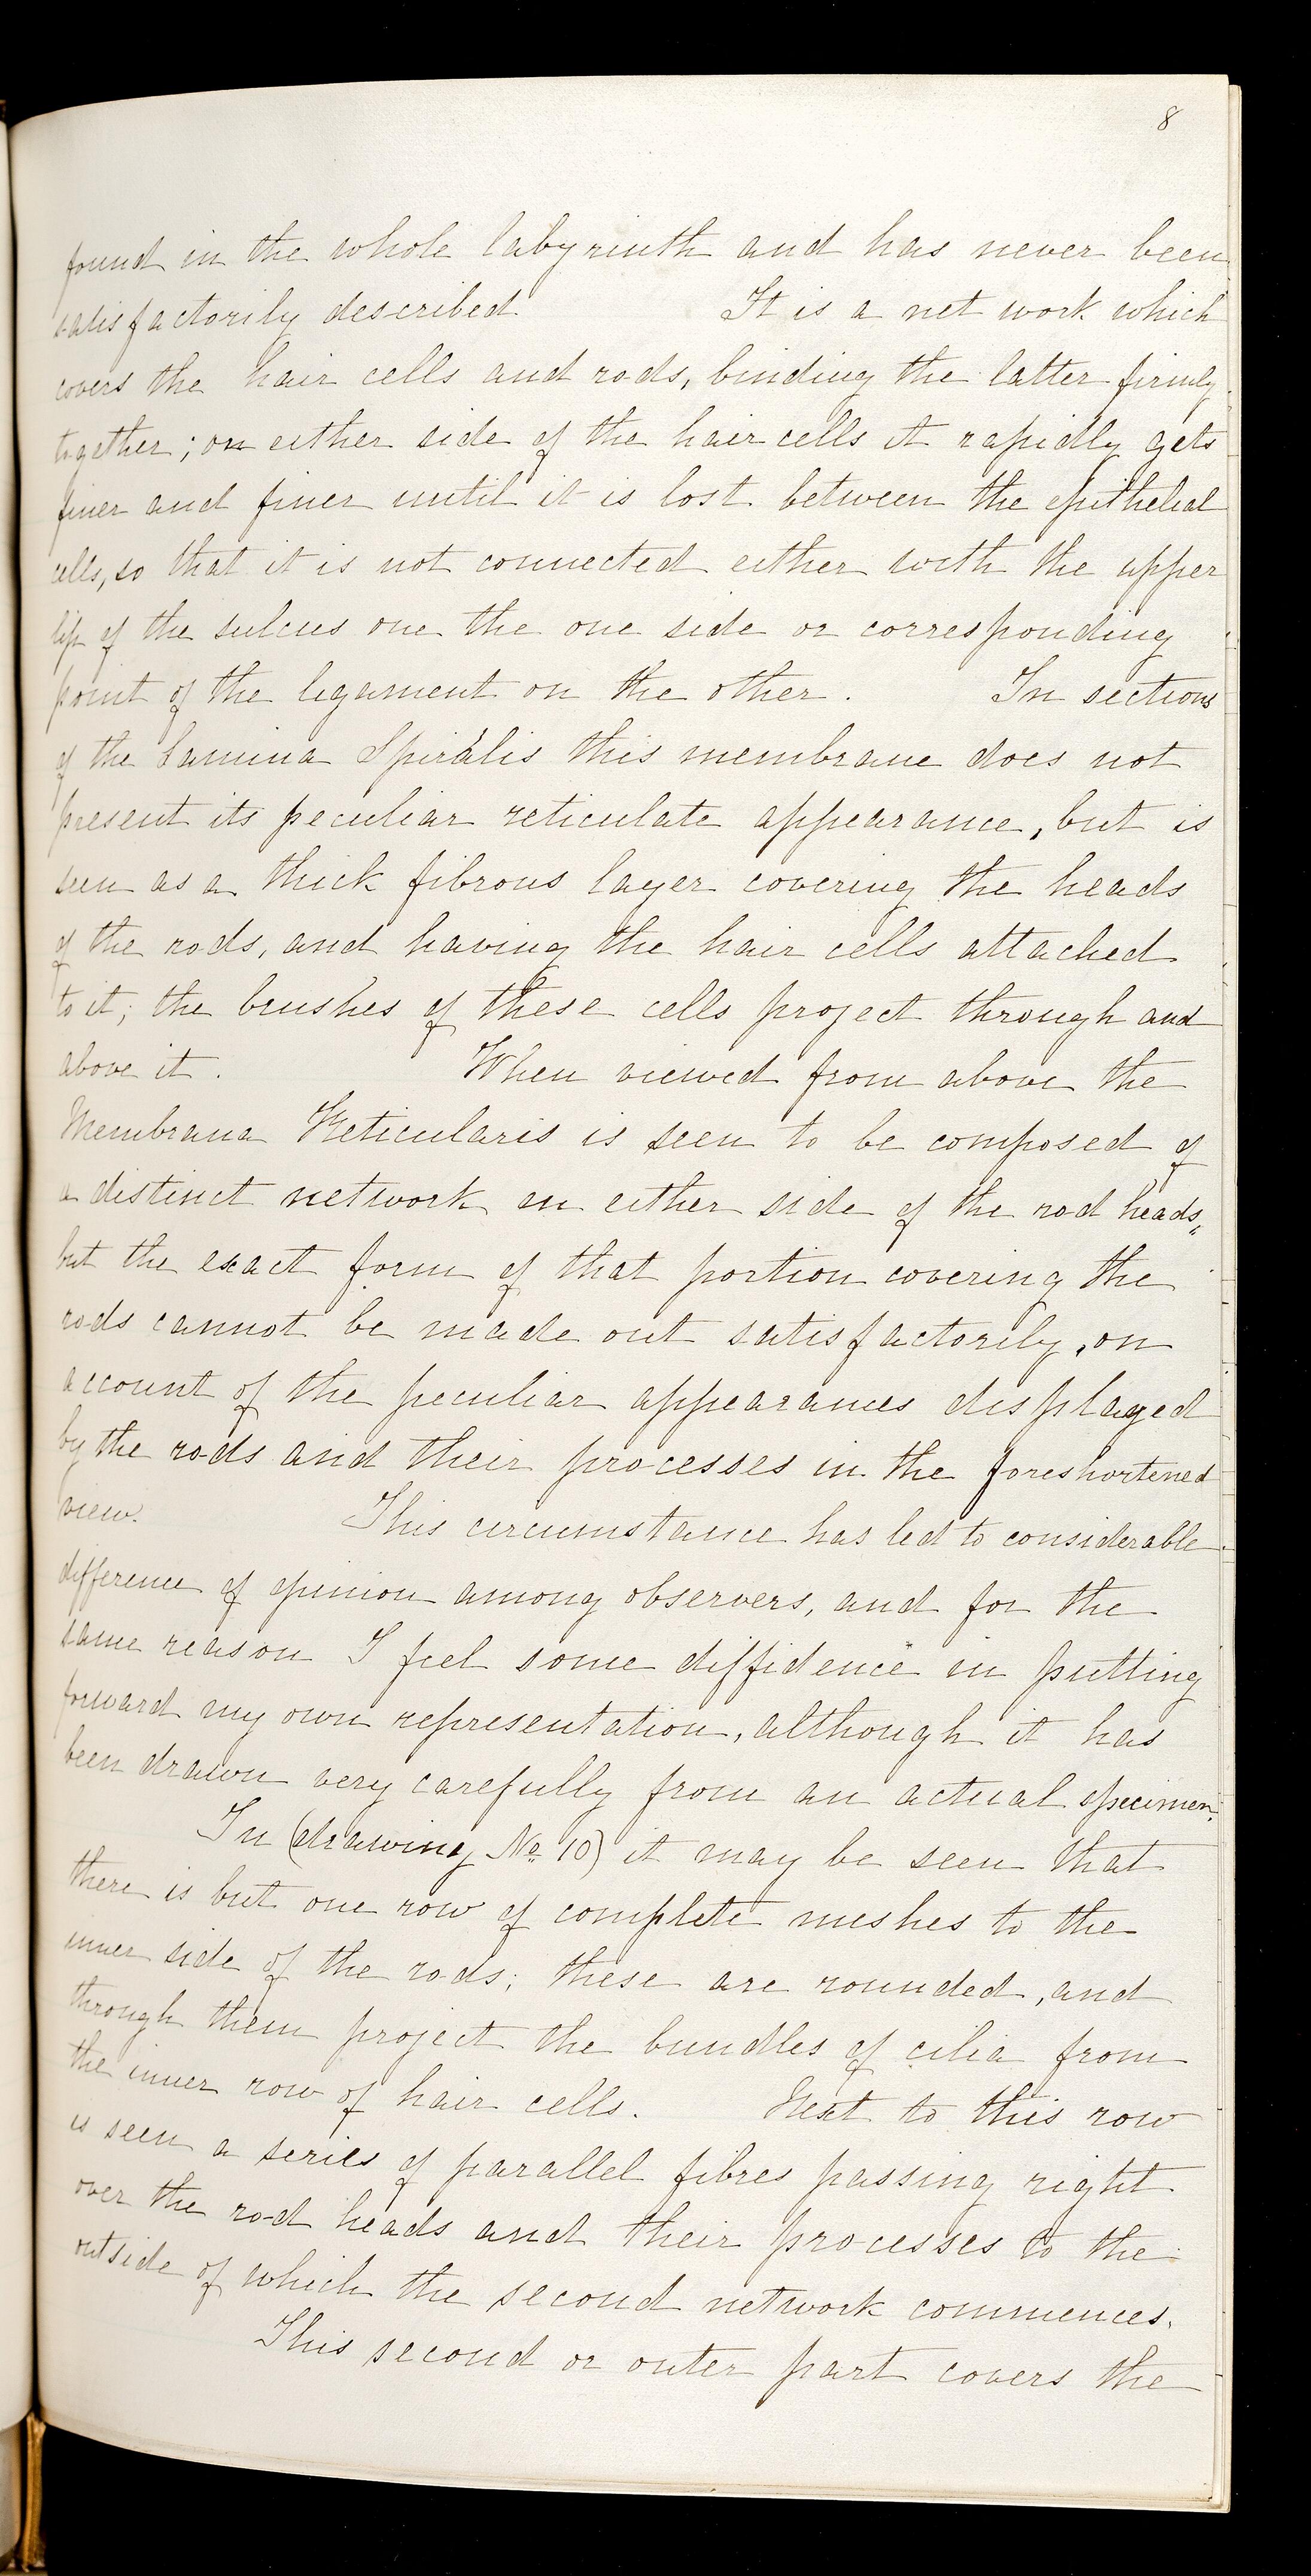 8
found in the whole labyrinth and has never been
satisfactorily described. It is a net work which
covers the hair cells and rods, binding the latter firmly
together; on either side of the hair cells it rapidly gets
finer and finer until it is lost between the epithelial
cells, so that it is not connected either with the upper
lip of the sulcus one the one side or corresponding
point of the ligament on the other. In sections
of the Lamina Spirális this membrane does not
present its peculiar reticulate appearance, but is
seen as a thick fibrous layer covering the heads
of the rods, and having the hair cells attached
to it; the brushes of these cells project through and
above it. When viewed from above the
Membrana Reticularis is seen to be composed of
a distinct network on either side of the rod heads,
but the exact form of that portion covering the
rods cannot be made out satisfactorily, on
account of the peculiar appearances displayed
by the rods and their processes in the foreshortened
view. This circumstance has led to considerable
difference of opinion among observers, and for the
same reason I feel some diffidence in putting
forward my own representation, although it has
been drawn very carefully from an actual specimen.
In (drawing No. 10) it may be seen that
there is but one row of complete meshes to the
inner side of the rods; these are rounded, and
through them project the bundles of cilia from
the inner row of hair cells. Next to this row
is seen a series of parallel fibres passing right
over the rod heads and their processes to the
outside of which the second network commences.
This second or outer part covers the